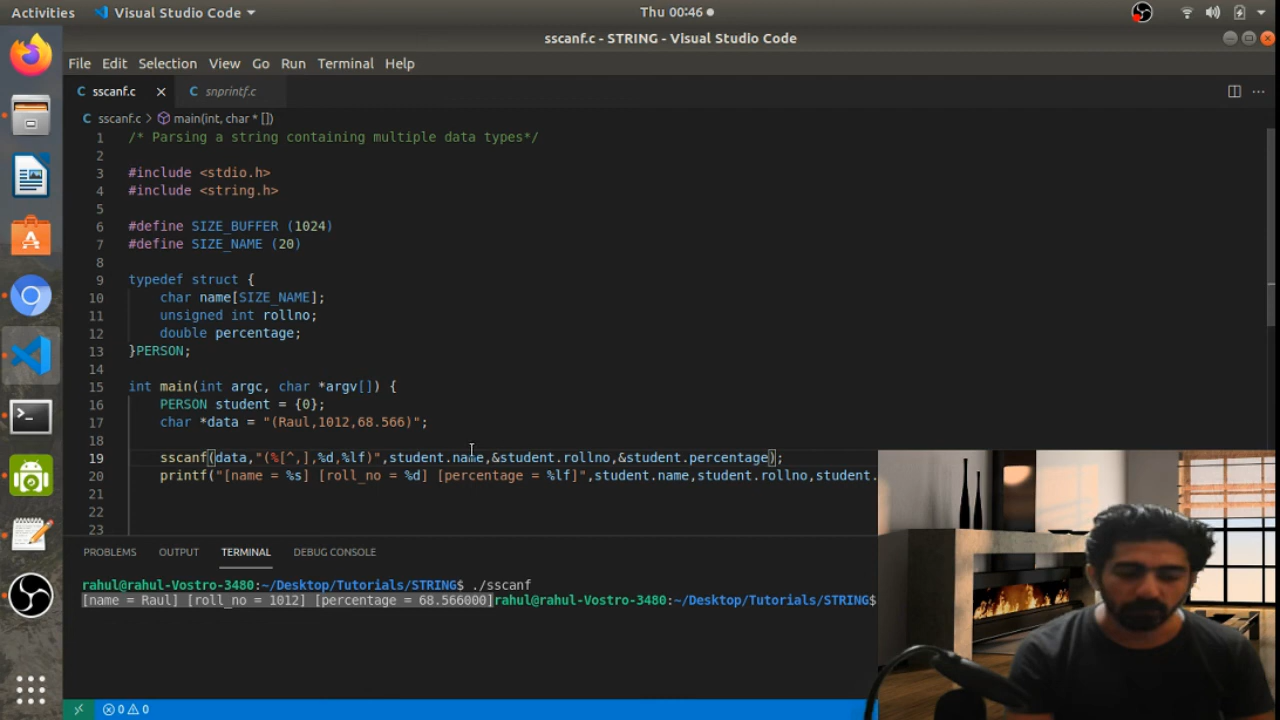 Activities Visual Studio Code Thu 00:46
sscanf.c - STRING - Visual Studio Code
File Edit Selection View Go Run Terminal Help
sscanf.c snprintf.c
sscanf.c > main(int, char * [])
1 /* Parsing a string containing multiple data types*/
2
3 #include <stdio.h>
4 #include <string.h>
5
6 #define SIZE_BUFFER (1024)
7 #define SIZE_NAME (20)
8
9 typedef struct {
10 char name[SIZE_NAME];
11 unsigned int rollno;
12 double percentage;
13 }PERSON;
14
15 int main(int argc, char *argv[]) {
16 PERSON student = {0};
17 char *data = "(Raul,1012,68.566)";
18
19 sscanf(data,"(%[^,],%d,%lf)",student.name,&student.rollno,&student.percentage);
20 printf("[name = %s] [roll_no = %d] [percentage = %lf]",student.name,student.rollno,student.
21
22
23
PROBLEMS OUTPUT TERMINAL DEBUG CONSOLE
rahul@rahul-Vostro-3480:~/Desktop/Tutorials/STRING$ ./sscanf
[name = Raul] [roll_no = 1012] [percentage = 68.566000]rahul@rahul-Vostro-3480:~/Desktop/Tutorials/STRING$
0 0